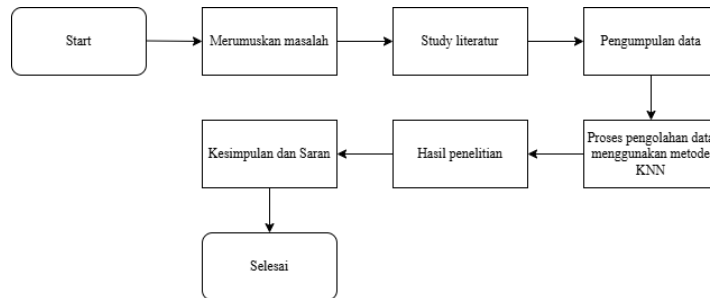 Start
Merumuskan masalah
Study literatur
Pengumpulan data
Proses pengolahan data
menggunakan metode
KNN
Hasil penelitian
Kesimpulan dan Saran
Selesai